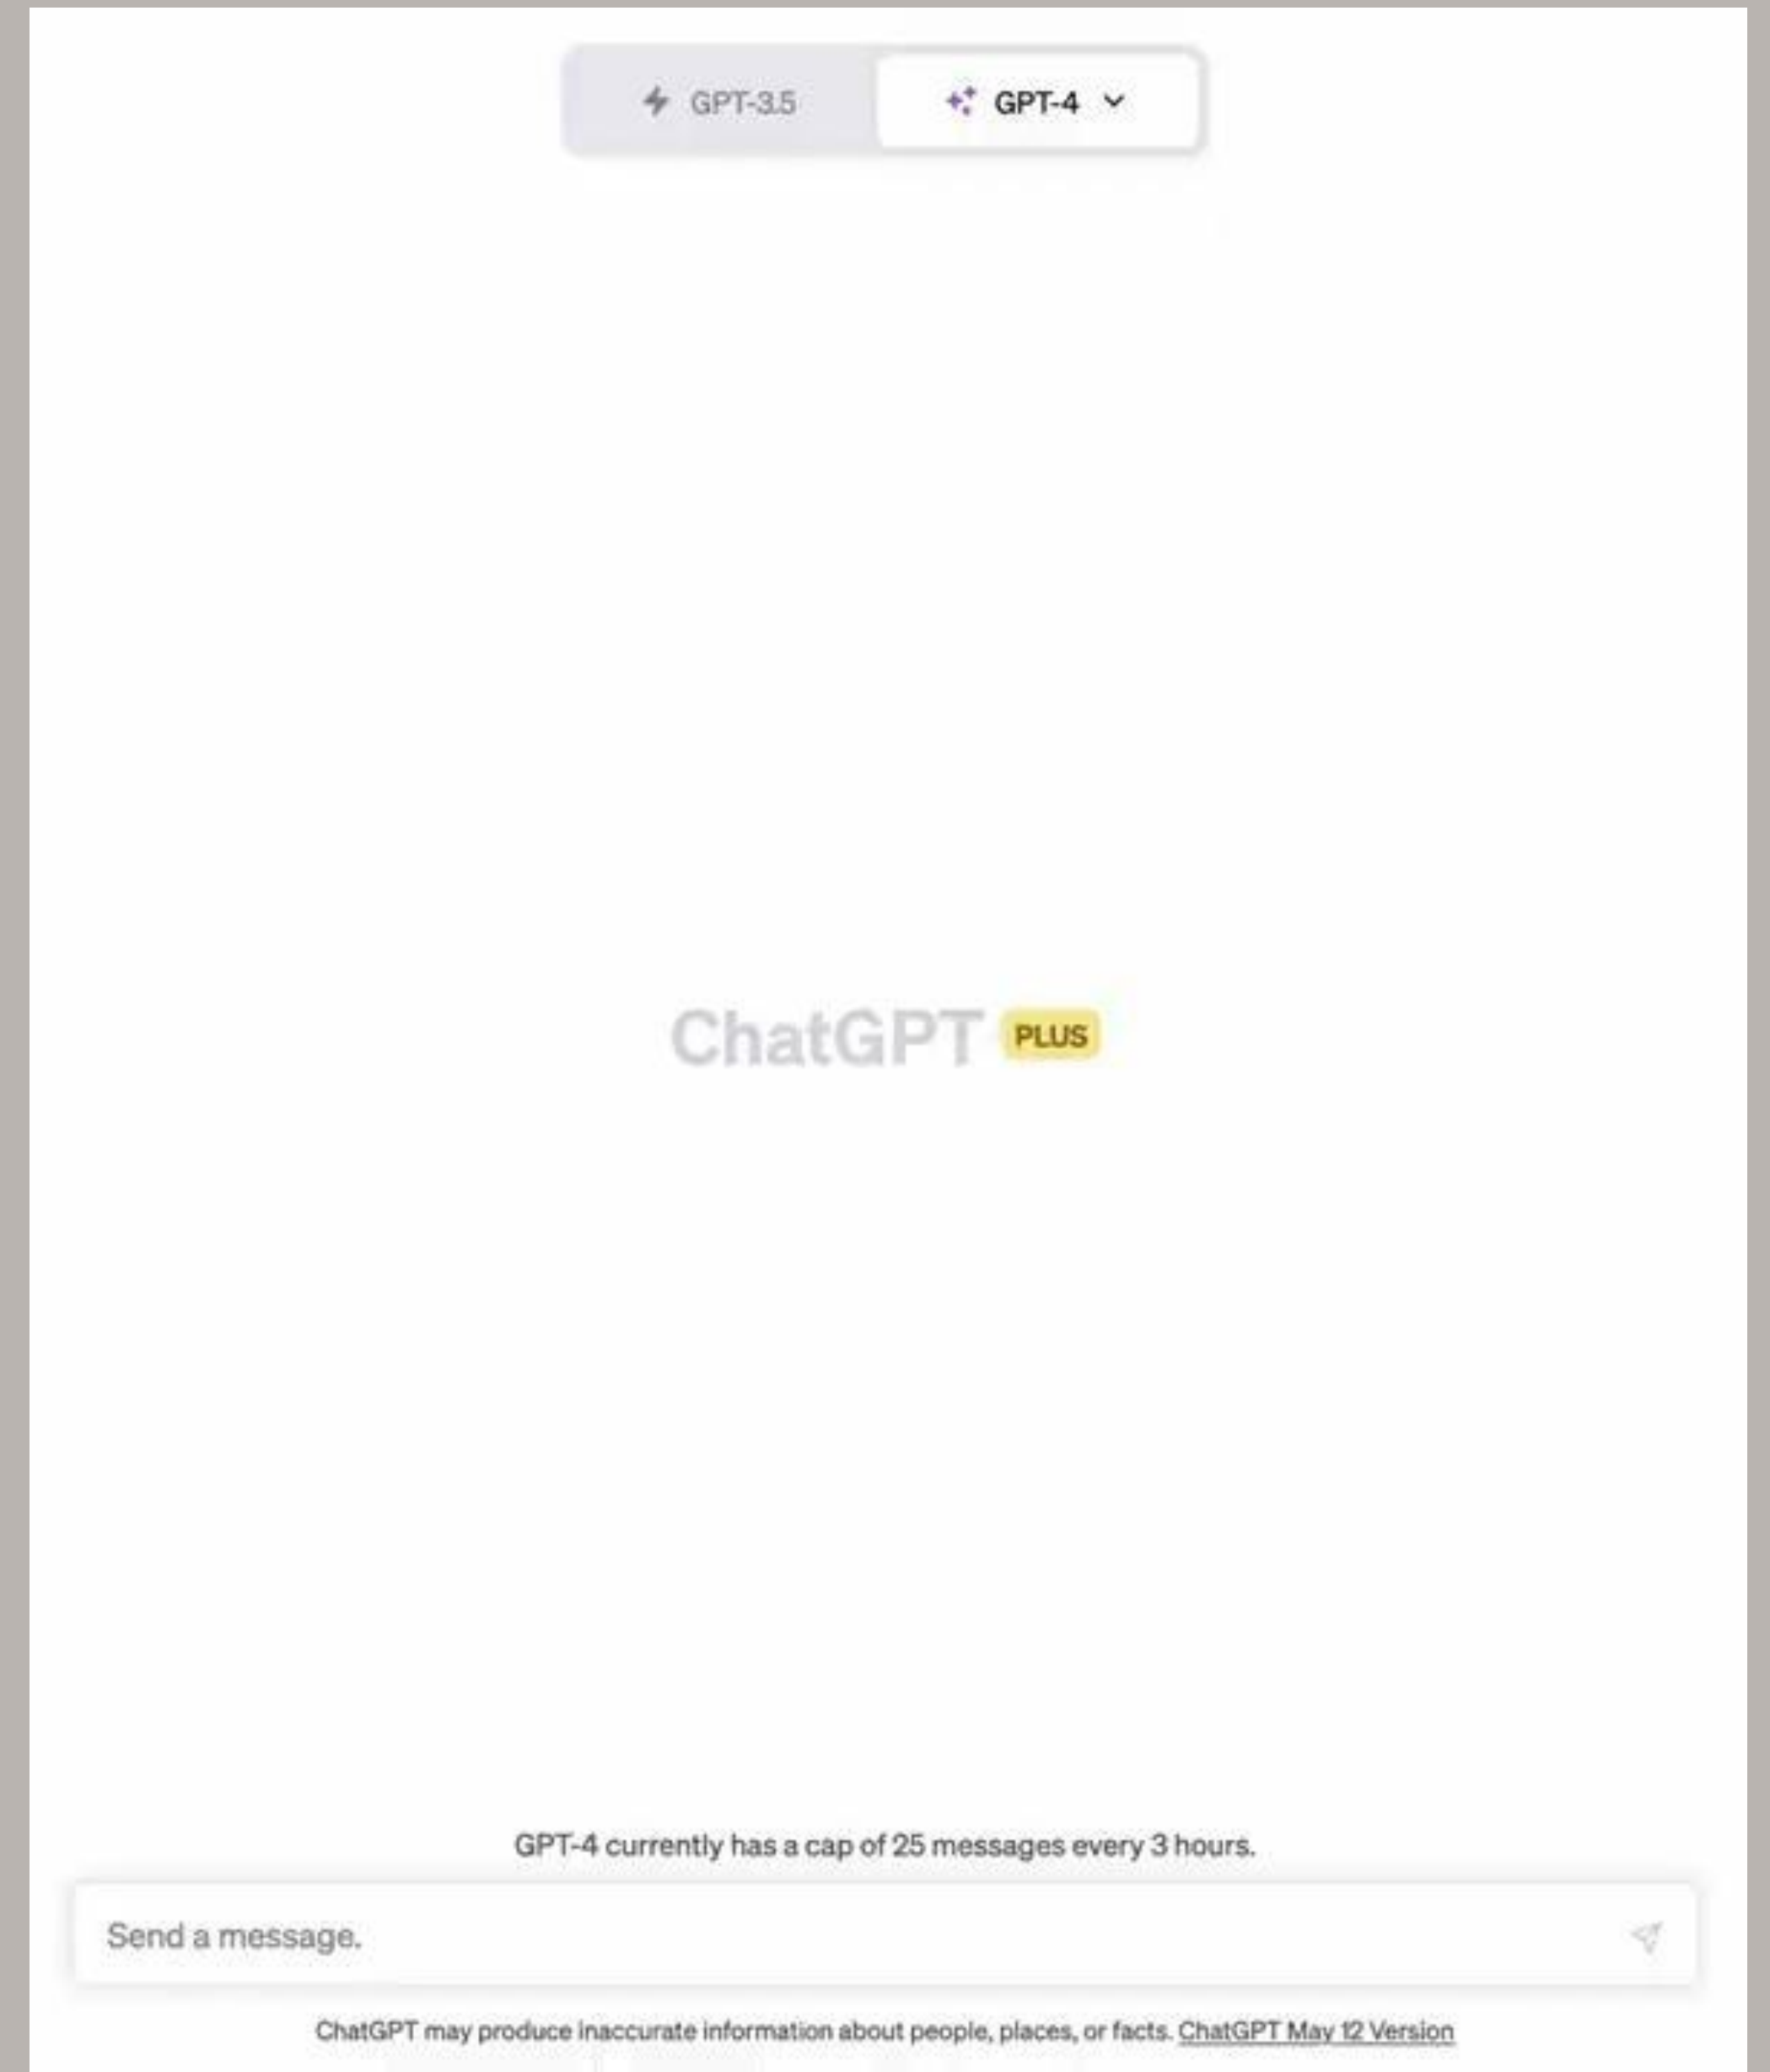 GPT-3.5 GPT-4
ChatGPT PLUS
GPT-4 currently has a cap of 25 messages every 3 hours.
Send a message.
ChatGPT may produce inaccurate information about people, places, or facts. ChatGPT May 12 Version